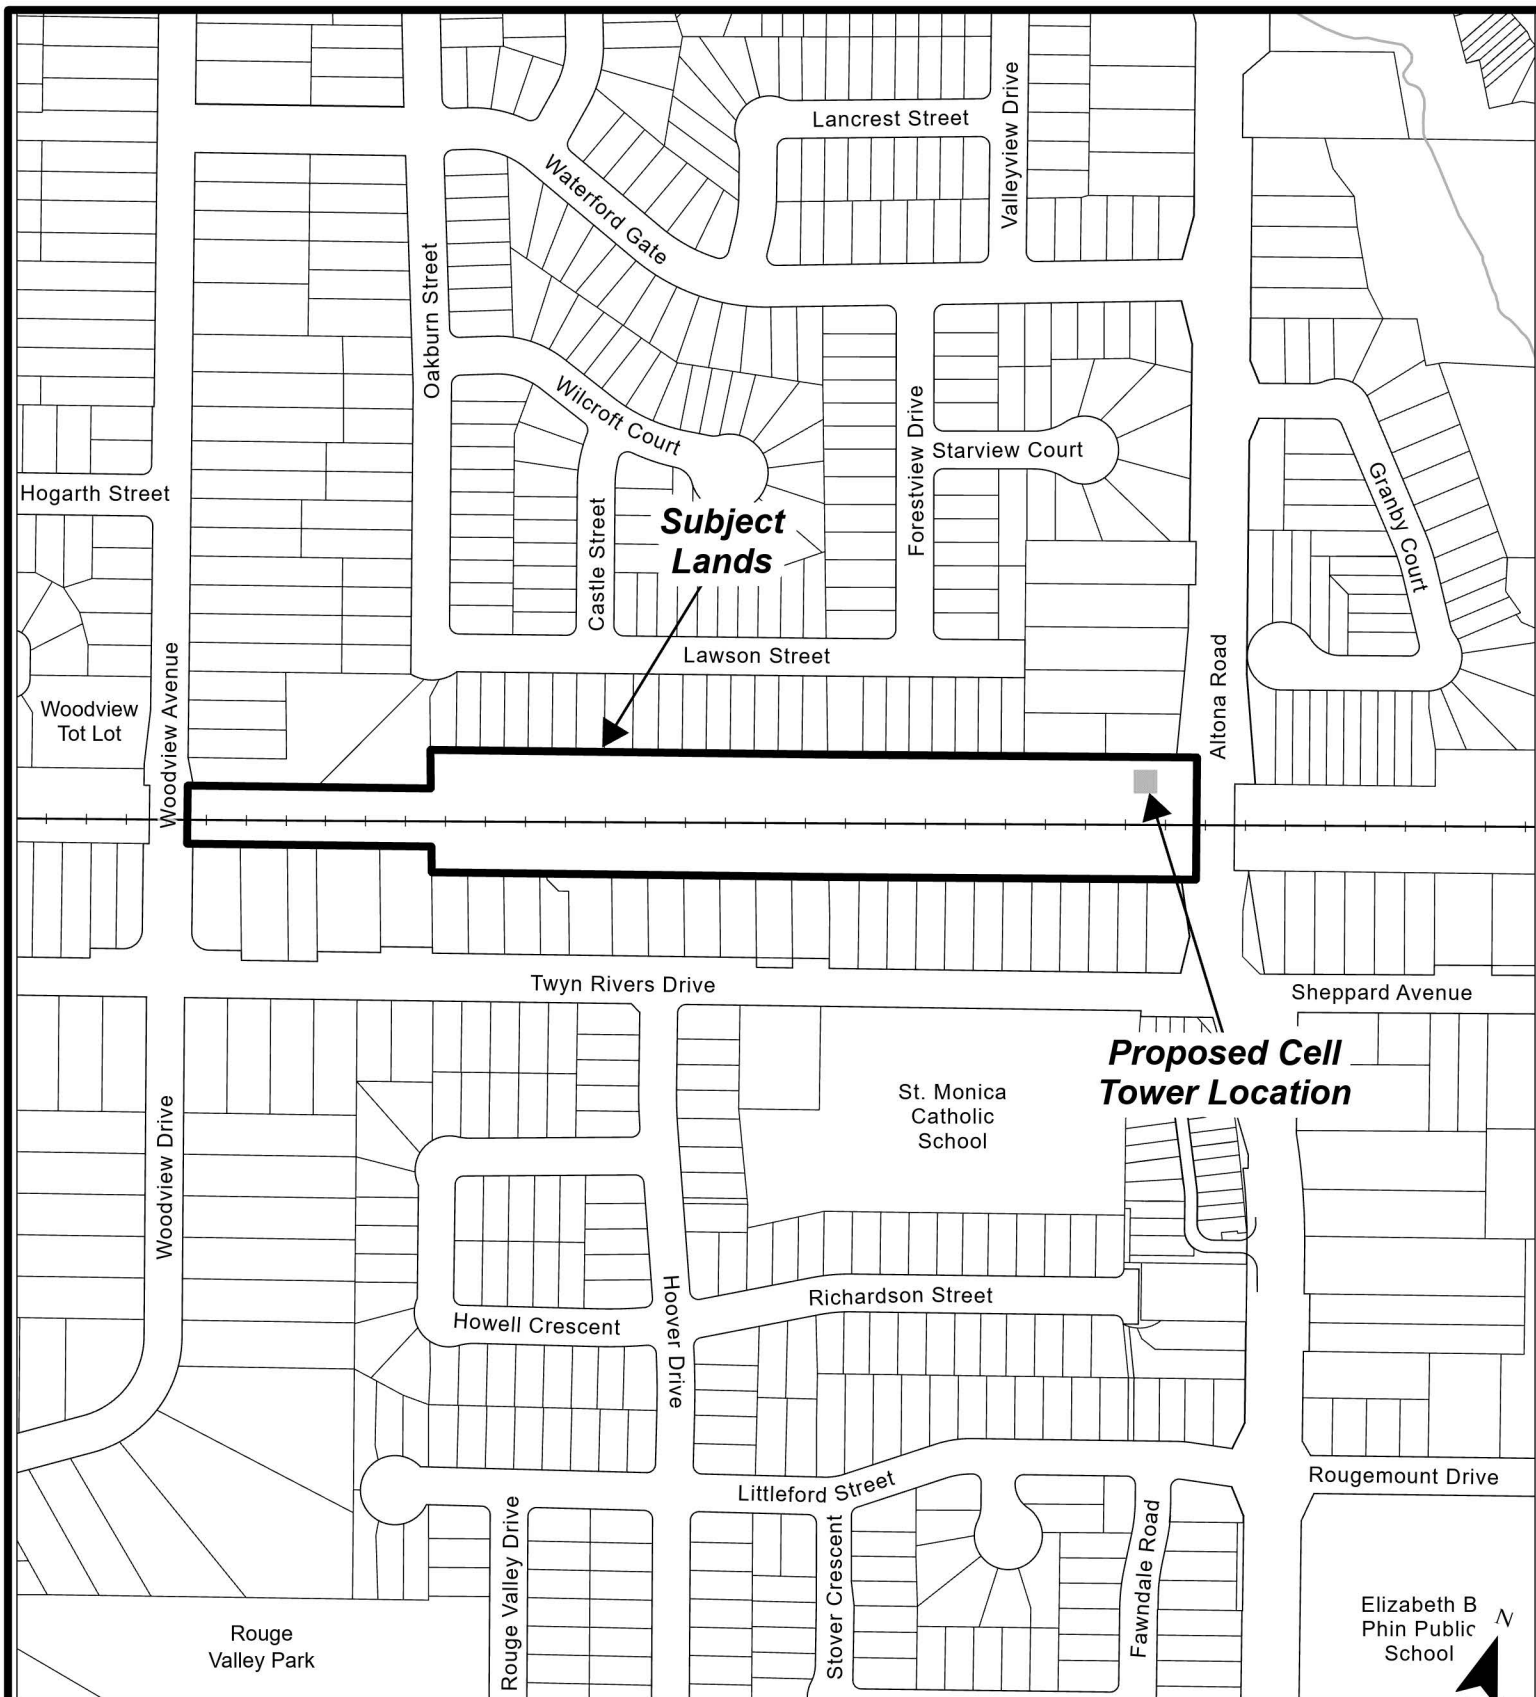 Lancrest Street
Valleyview Drive
Waterford Gate
Oakburn Street
Wilcroft Court
Forestview Drive
Starview Court
Hogarth Street
Granby Court
Castle Street
Subject
Lands
Lawson Street
Altona Road
Woodview Avenue
Woodview
Tot Lot
Twyn Rivers Drive
Sheppard Avenue
Proposed Cell
Tower Location
St. Monica
Catholic
School
Woodview Drive
Hoover Drive
Richardson Street
Howell Crescent
Rougemount Drive
Littleford Street
Rouge Valley Drive
Stover Crescent
Fawndale Road
Elizabeth B
Phin Public
School
N
Rouge
Valley Park